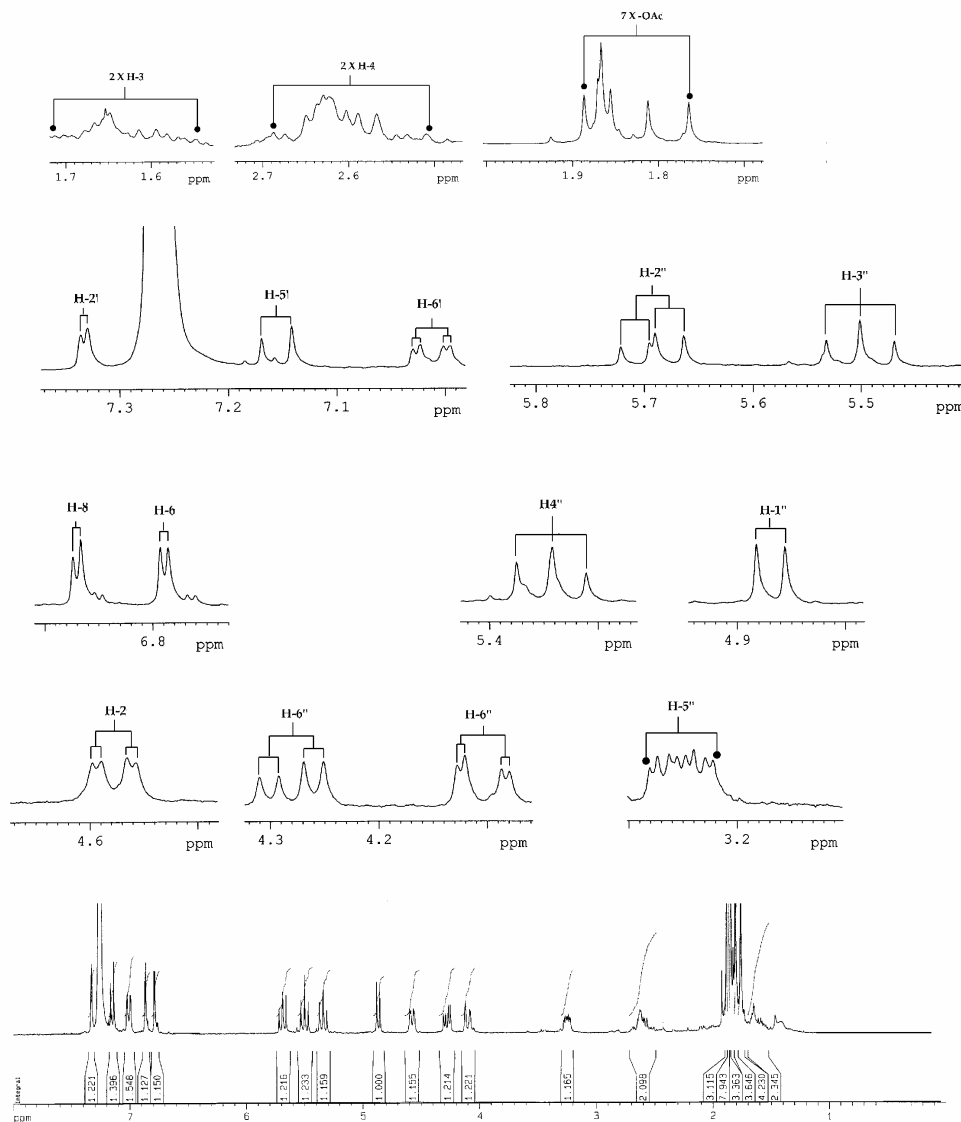 2 X H-3
2 X H-4
7 X -OAc
1.7 1.6 ppm
2.7 2.6 ppm
1.9 1.8 ppm
H-2' H-5' H-6' H-2" H-3"
7.3 7.2 7.1 ppm
5.8 5.7 5.6 5.5 ppm
H-8 H-6 H4" H-1"
6.8 ppm
5.4 ppm
4.9 ppm
H-2 H-6" H-6" H-5"
4.6 ppm
4.3 4.2 ppm
3.2 ppm
Integral
1.221 1.396 1.548 1.127 1.150 1.216 1.233 1.159 1.000 1.155 1.214 1.221 1.165 2.098 3.115 7.943 3.363 3.646 4.230 2.345
ppm 7 6 5 4 3 2 1